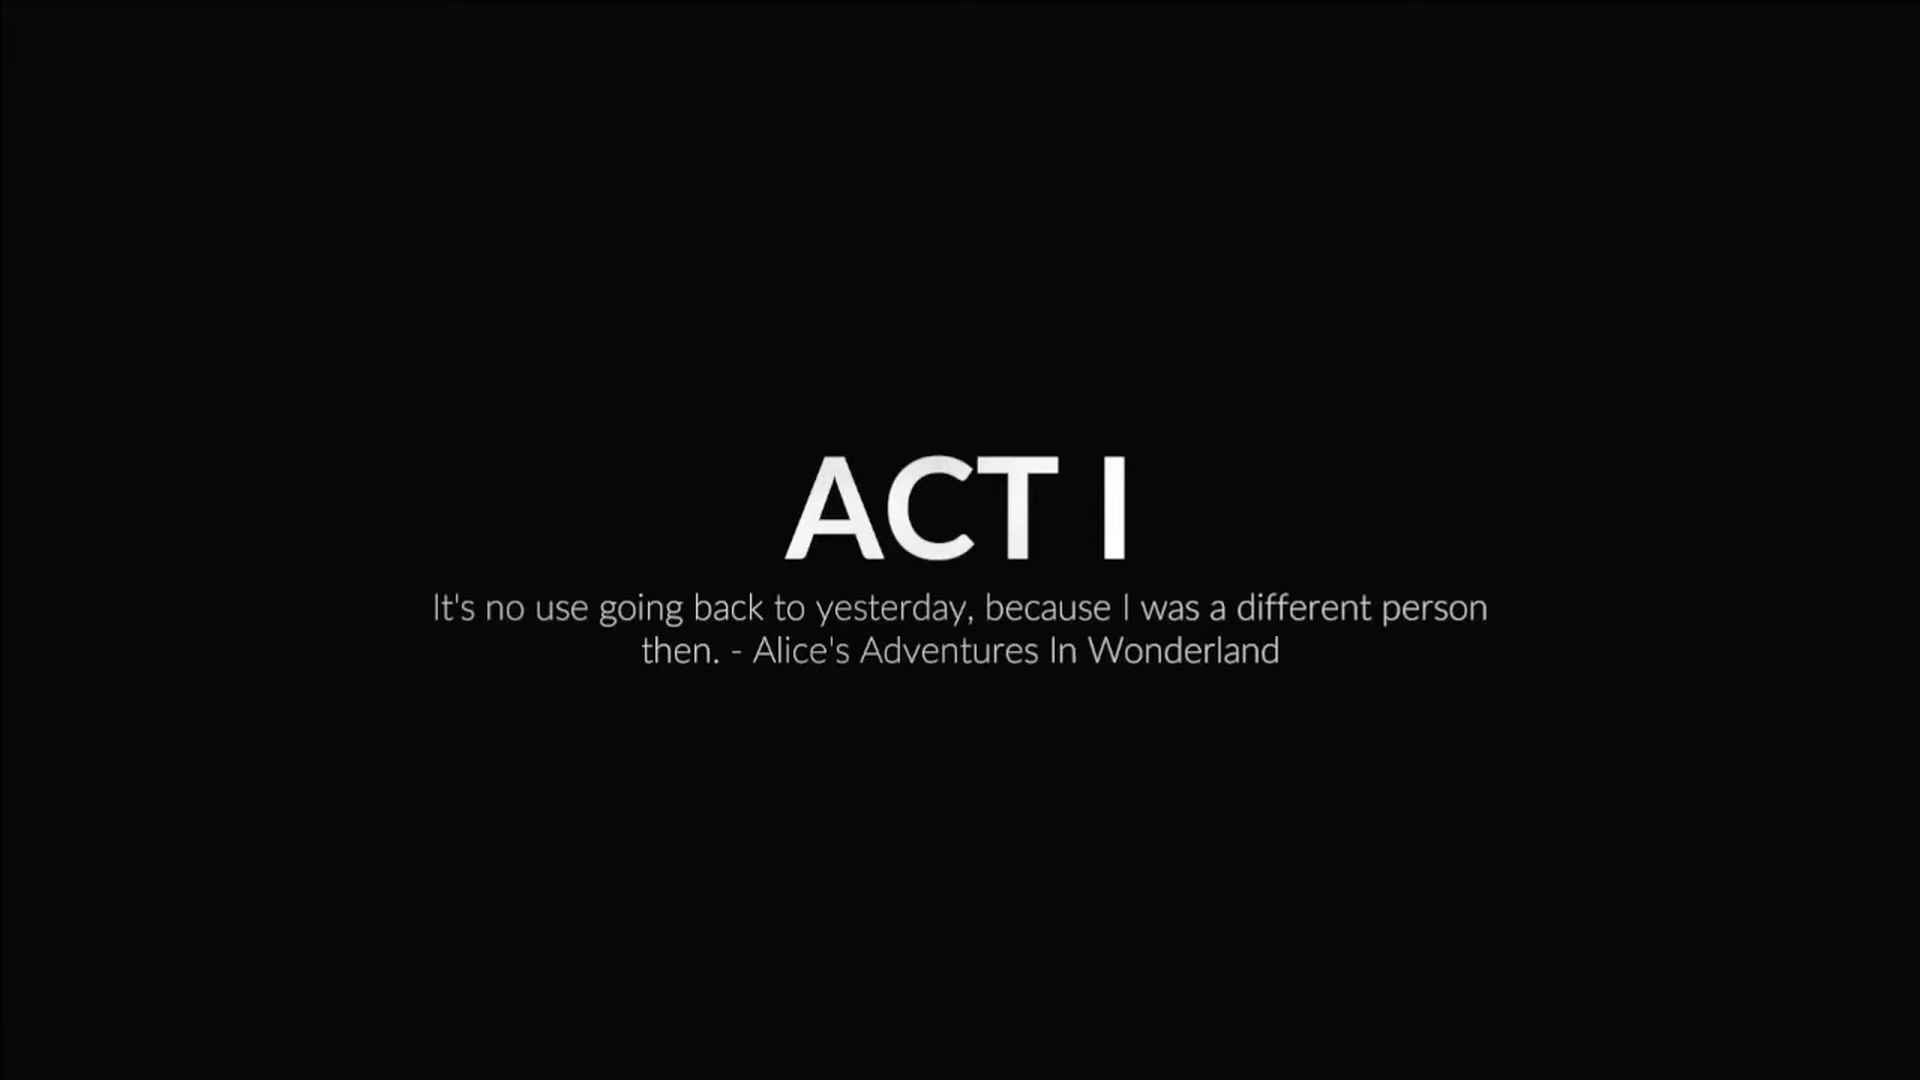 ACT I
It's no use going back to yesterday, because I was a different person
then. - Alice's Adventures In Wonderland